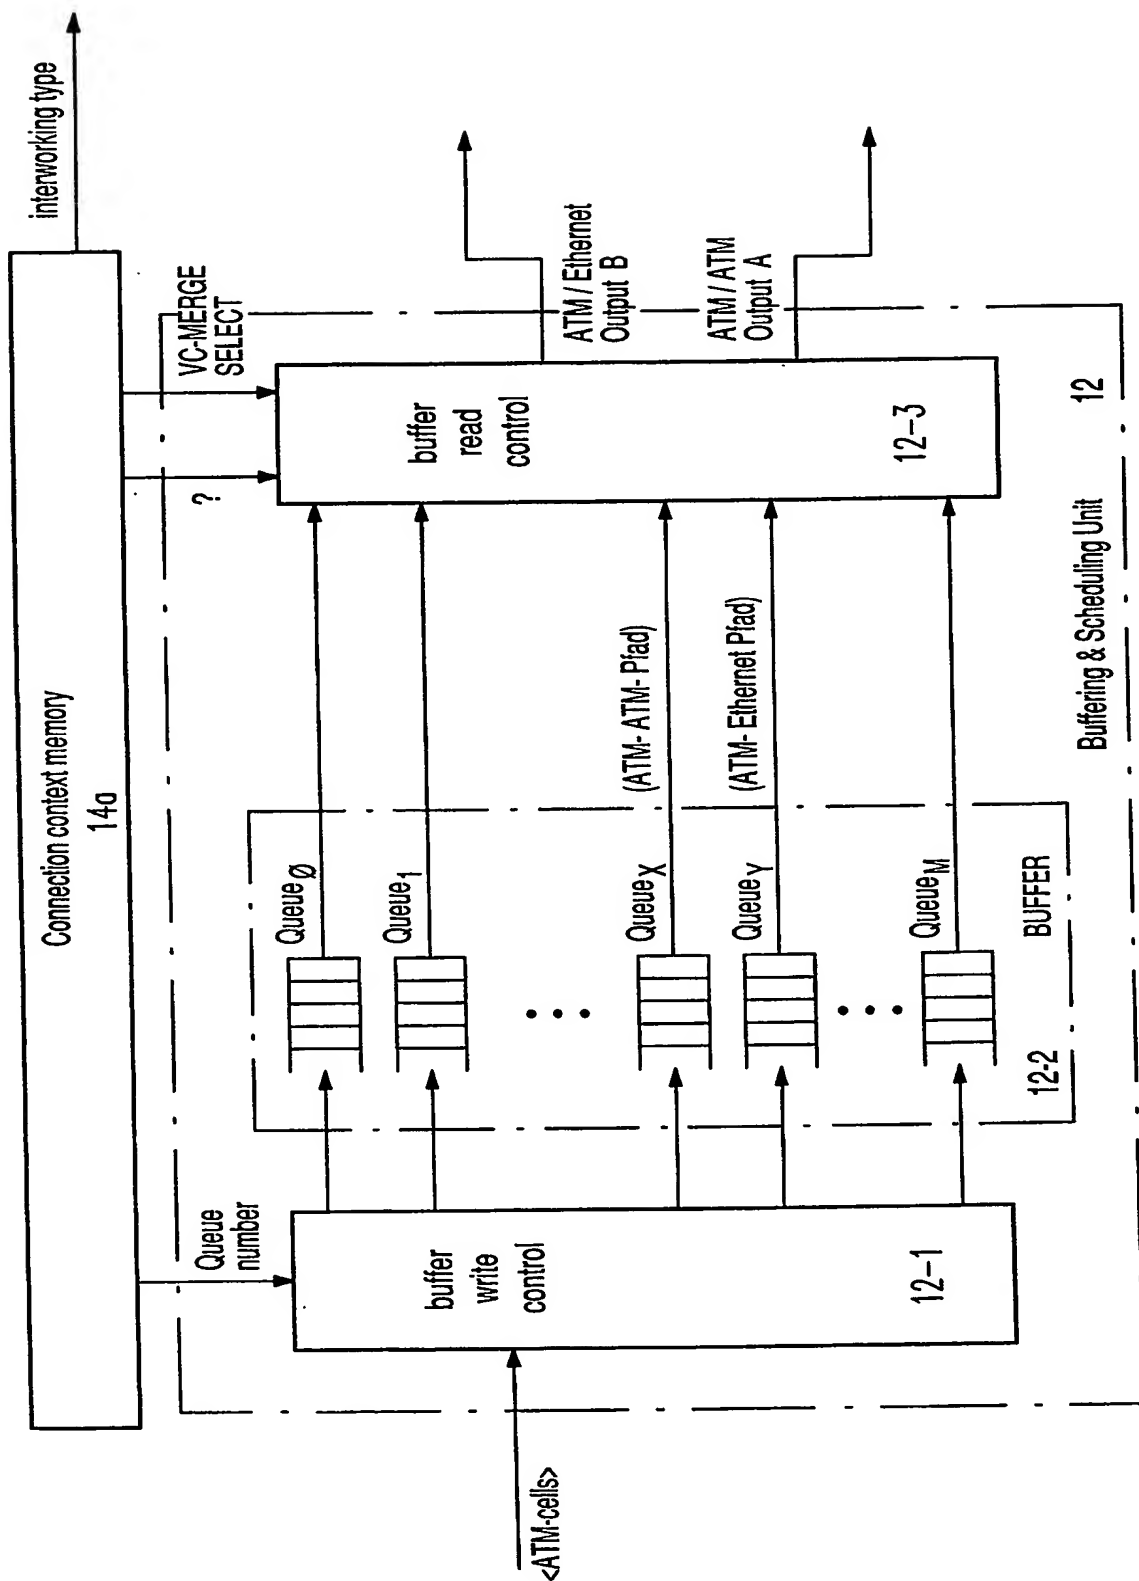 interworking type
Connection context memory
14a
VC-MERGE
SELECT
?
Queue
number
ATM / Ethernet
Output B
ATM / ATM
Output A
buffer
read
control
12-3
QueueØ
Queue1
QueueX
QueueY
QueueM
(ATM- ATM- Pfad)
(ATM- Ethernet Pfad)
BUFFER
12-2
buffer
write
control
12-1
<ATM-cells>
Buffering & Scheduling Unit
12